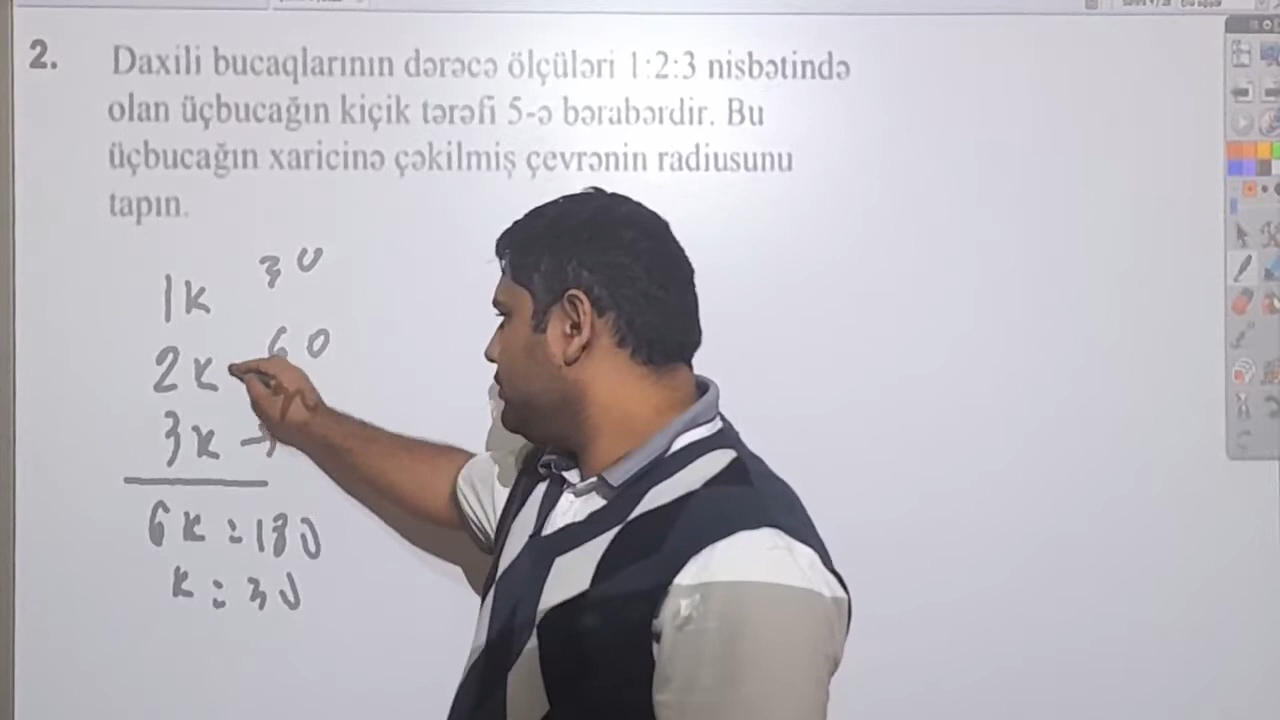 2. Daxili bucaqlarının dərəcə ölçüləri 1:2:3 nisbətində
olan üçbucağın kiçik tərəfi 5-ə bərabərdir. Bu
üçbucağın xaricinə çəkilmiş çevrənin radiusunu
tapın.
1k 30
2k 60
3k
6k = 180
k = 30